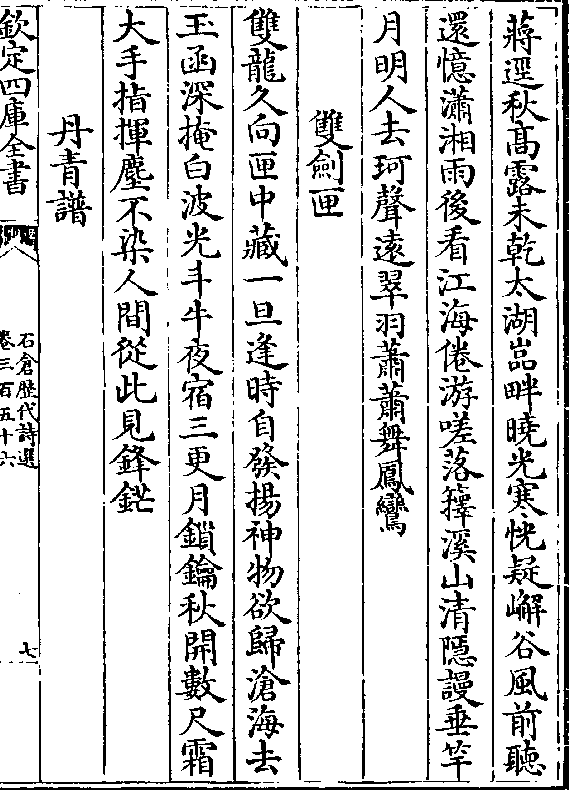 蔣逕秋髙露未乾太湖嵓畔曉光寒恍疑嶰谷風前聽
還憶瀟湘雨後看江海倦游嗟落籜溪山清隱謾垂竿
月明人去珂聲遠翠羽蕭蕭舞鳳鸞
雙劍匣
雙龍久向匣中藏一旦逢時自發揚神物欲歸滄海去
玉函深掩白波光斗牛夜宿三更月鎖鑰秋開數尺霜
大手指揮塵不染人間從此見鋒鋩
丹青譜
欽定四庫全書
石倉歴代詩選
卷三百五十六
七